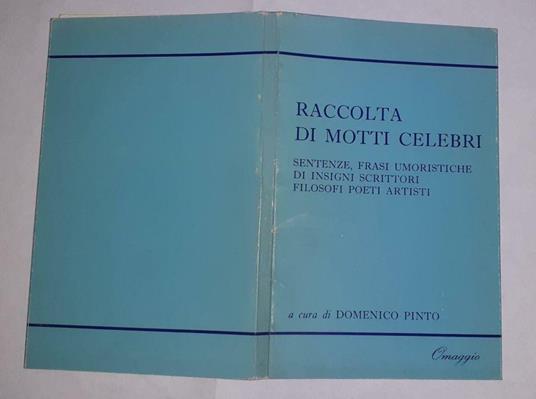 RACCOLTA
DI MOTTI CELEBRI
SENTENZE, FRASI UMORISTICHE
DI INSIGNI SCRITTORI
FILOSOFI POETI ARTISTI
a cura di DOMENICO PINTO
Omaggio